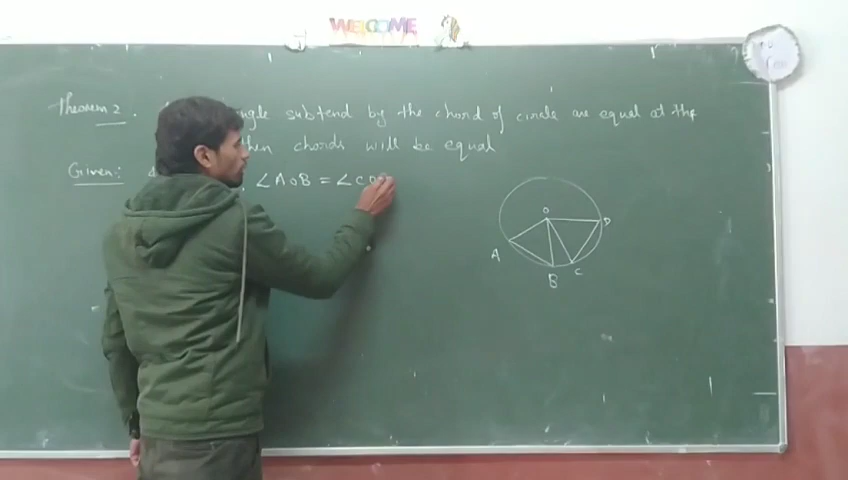 WELCOME
Theorem 2. angle subtend by the chord of circle are equal at the
then chords will be equal
Given:- ∠AOB = ∠CO
O
D
A
B
C